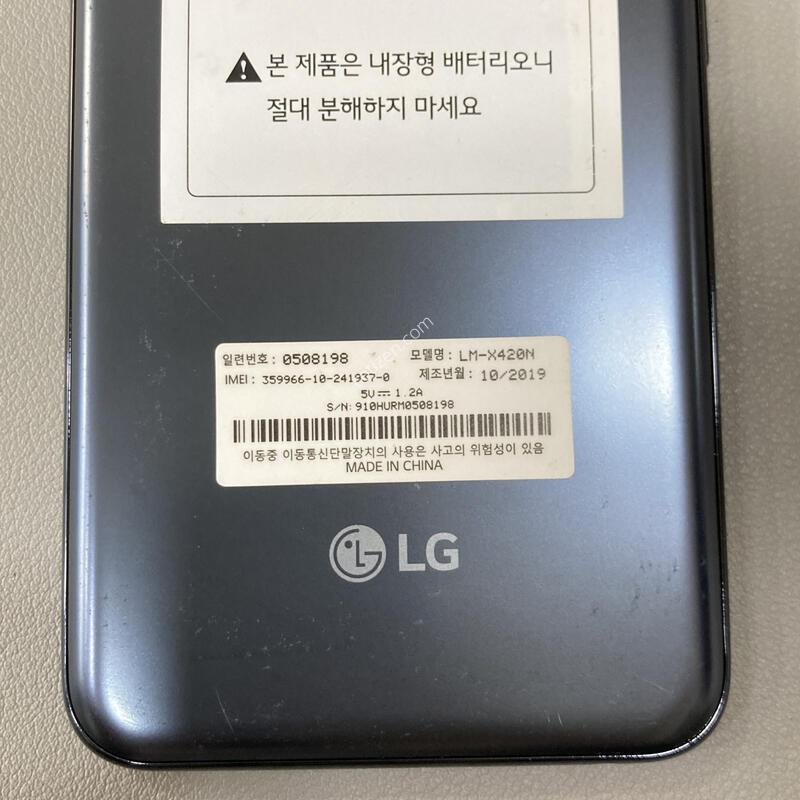 본 제품은 내장형 배터리오니
절대 분해하지 마세요
일련번호 : 0508198 모델명 : LM-X420N
IMEI : 359966-10-241937-0 제조년월 : 10/2019
5V⎓1.2A
S/N: 910HURM0508198
이동중 이동통신단말장치의 사용은 사고의 위험성이 있음
MADE IN CHINA
LG